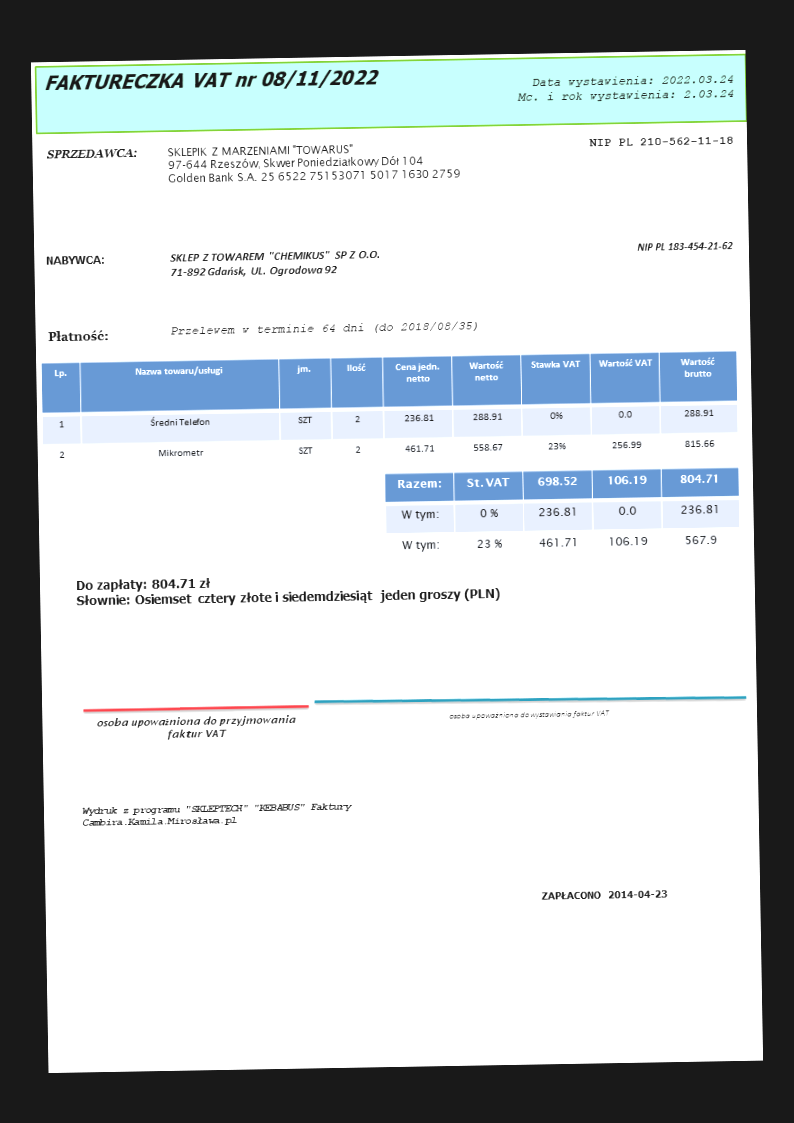 FAKTURECZKA VAT nr 08/11/2022
Data wystawienia: 2022.03.24
Mc. i rok wystawienia: 2.03.24
SPRZEDAWCA:
SKLEPIK Z MARZENIAMI "TOWARUS"
97-644 Rzeszów, Skwer Poniedziałkowy Dół 104
Golden Bank S.A. 25 6522 75153071 5017 1630 2759
NIP PL 210-562-11-18
NABYWCA:
SKLEP Z TOWAREM "CHEMIKUS" SP Z O.O.
71-892 Gdańsk, UL. Ogrodowa 92
NIP PL 183-454-21-62
Płatność:
Przelewem w terminie 64 dni (do 2018/08/35)
Lp. Nazwa towaru/usługi jm. Ilość Cena jedn. netto Wartość netto Stawka VAT Wartość VAT Wartość brutto
1 Średni Telefon SZT 2 236.81 288.91 0% 0.0 288.91
2 Mikrometr SZT 2 461.71 558.67 23% 256.99 815.66
Razem: St. VAT 698.52 106.19 804.71
W tym: 0 % 236.81 0.0 236.81
W tym: 23 % 461.71 106.19 567.9
Do zapłaty: 804.71 zł
Słownie: Osiemset cztery złote i siedemdziesiąt jeden groszy (PLN)
osoba upoważniona do przyjmowania
faktur VAT
osoba upoważniona do wystawiania faktur VAT
Wydruk z programu "SKLEPTECH" "KEBABUS" Faktury
Cambira.Kamila.Mirosława.pl
ZAPŁACONO 2014-04-23